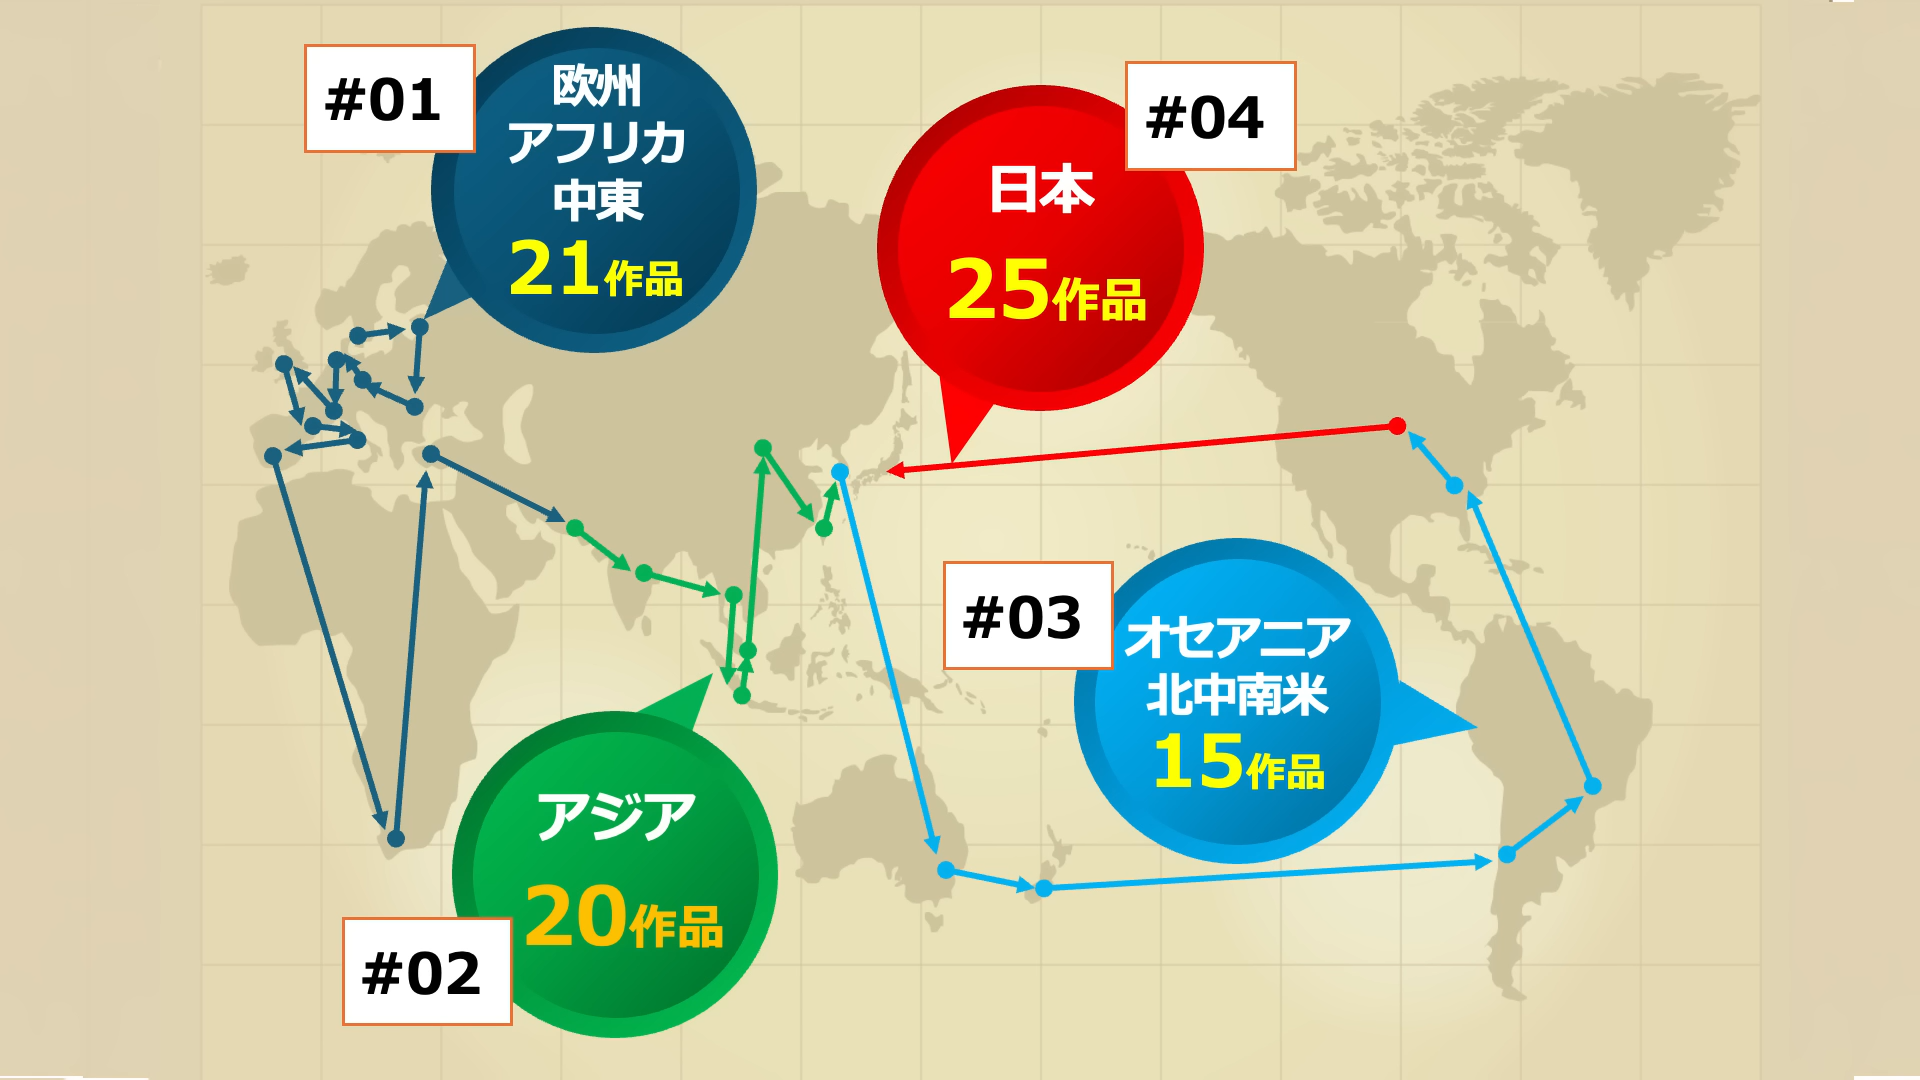 #01
欧州
アフリカ
中東
21作品
#04
日本
25作品
#03
オセアニア
北中南米
15作品
アジア
20作品
#02